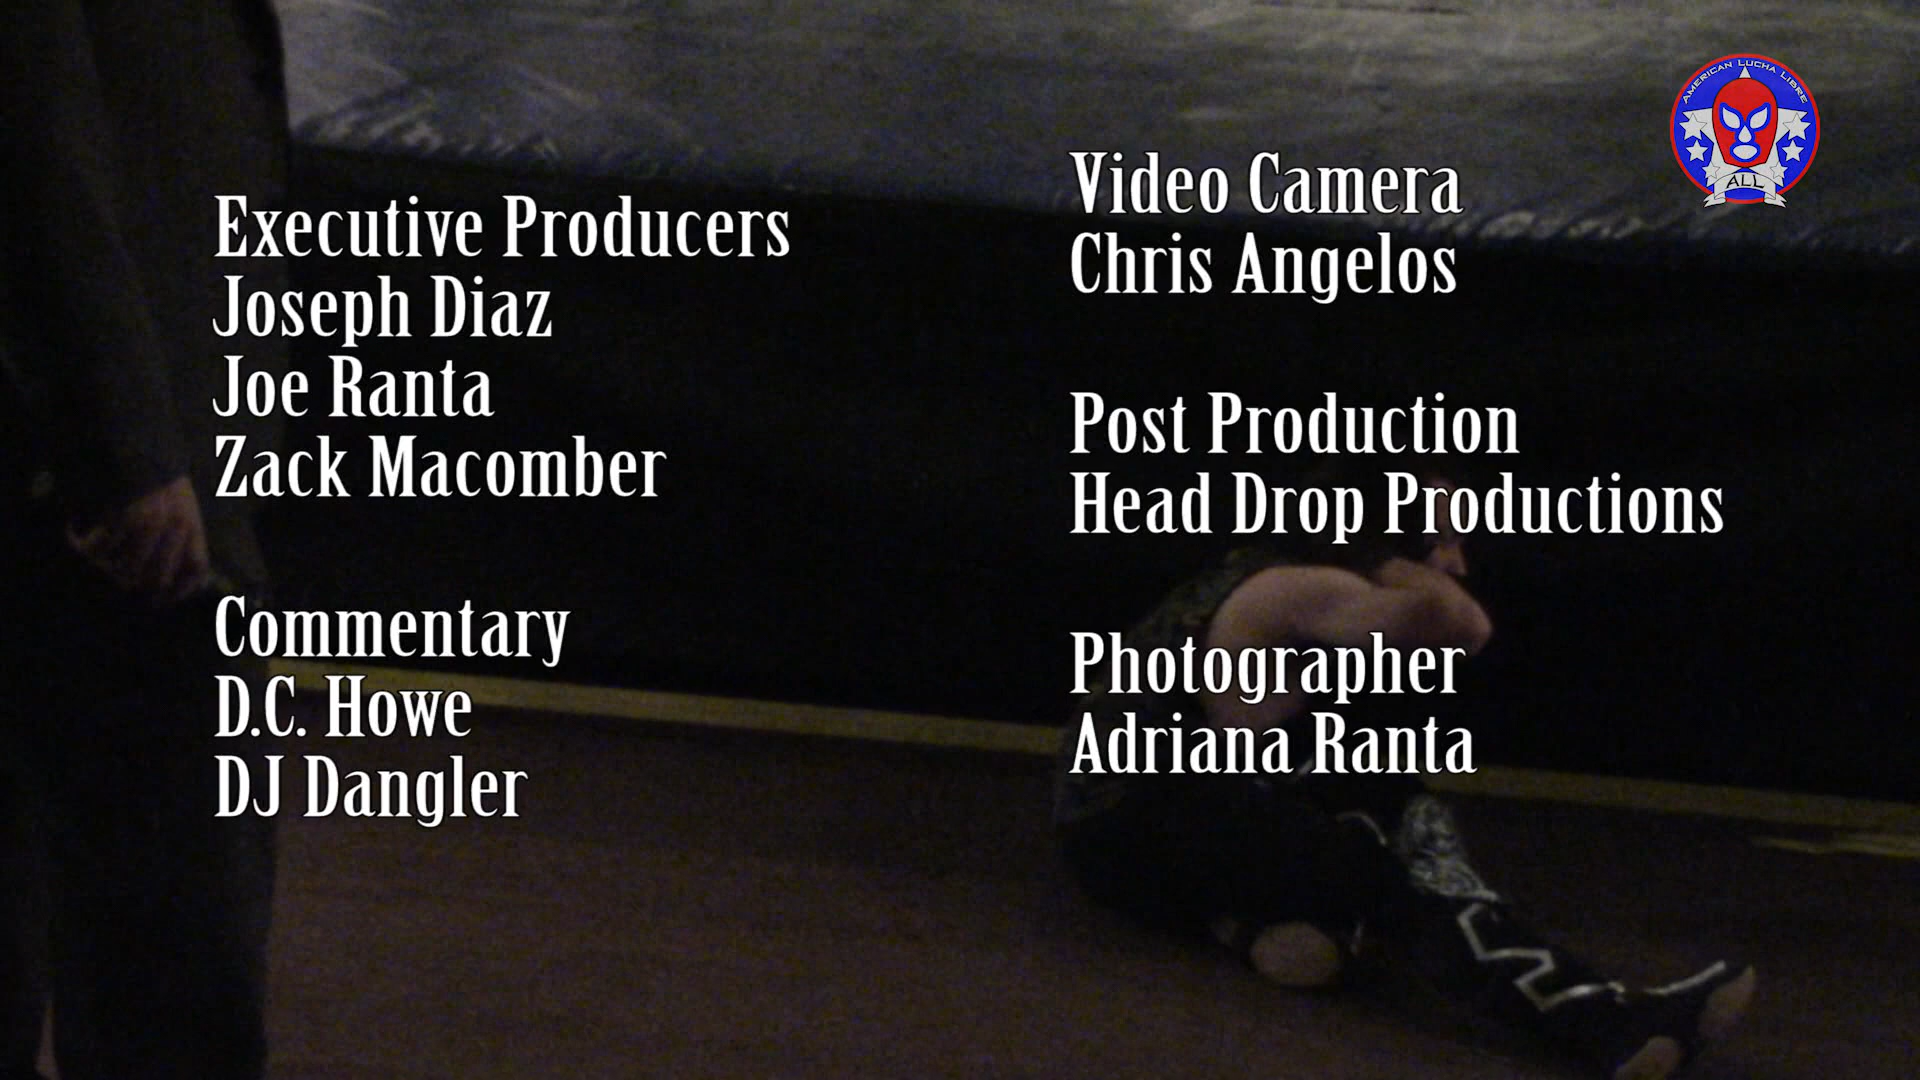 Executive Producers
Joseph Diaz
Joe Ranta
Zack Macomber
Commentary
D.C. Howe
DJ Dangler
Video Camera
Chris Angelos
Post Production
Head Drop Productions
Photographer
Adriana Ranta
American Lucha Libre
ALL